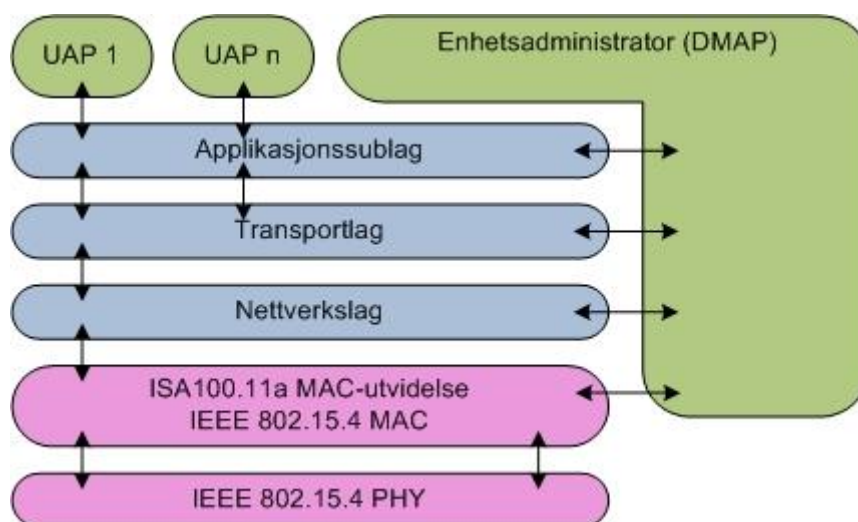 UAP 1
UAP n
Enhetsadministrator (DMAP)
Applikasjonssublag
Transportlag
Nettverkslag
ISA100.11a MAC-utvidelse
IEEE 802.15.4 MAC
IEEE 802.15.4 PHY